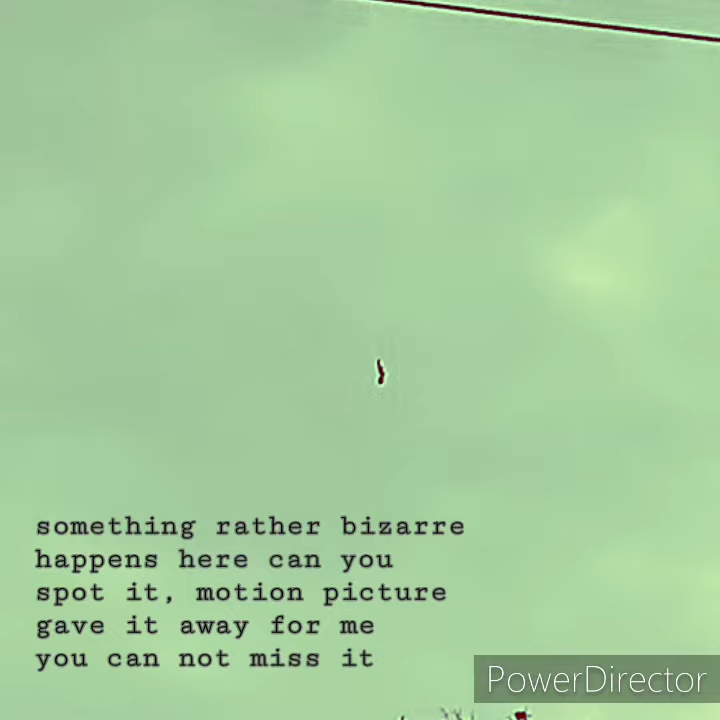 something rather bizarre
happens here can you
spot it, motion picture
gave it away for me
you can not miss it
PowerDirector